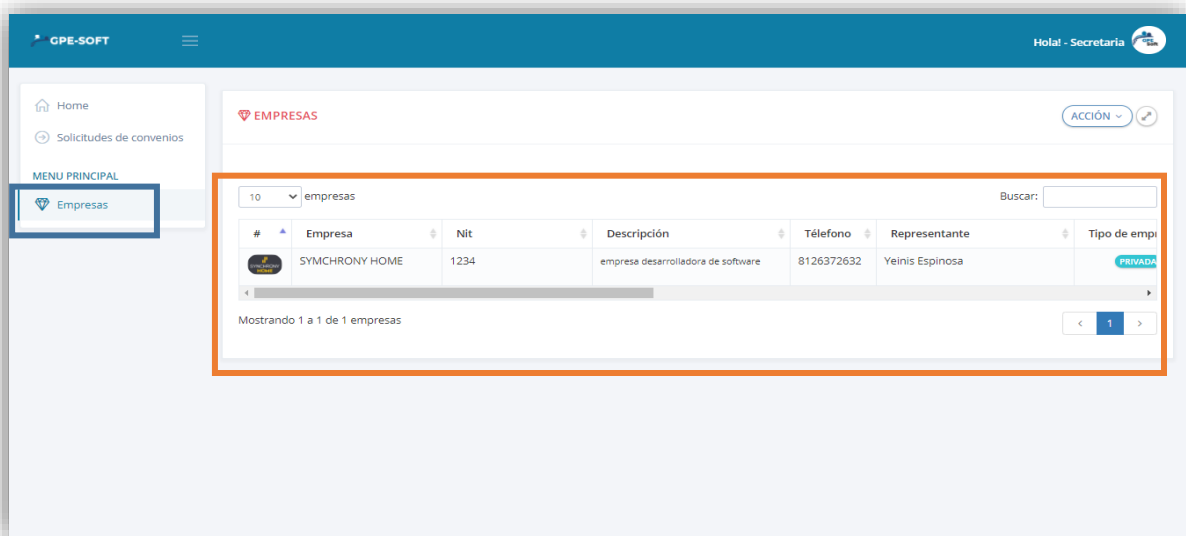 GPE-SOFT
Hola! - Secretaria
Home
Solicitudes de convenios
MENU PRINCIPAL
Empresas
EMPRESAS
ACCIÓN
10 empresas
Buscar:
# Empresa Nit Descripción Télefono Representante Tipo de empr
SYMCHRONY HOME 1234 empresa desarrolladora de software 8126372632 Yeinis Espinosa PRIVADA
Mostrando 1 a 1 de 1 empresas
< 1 >